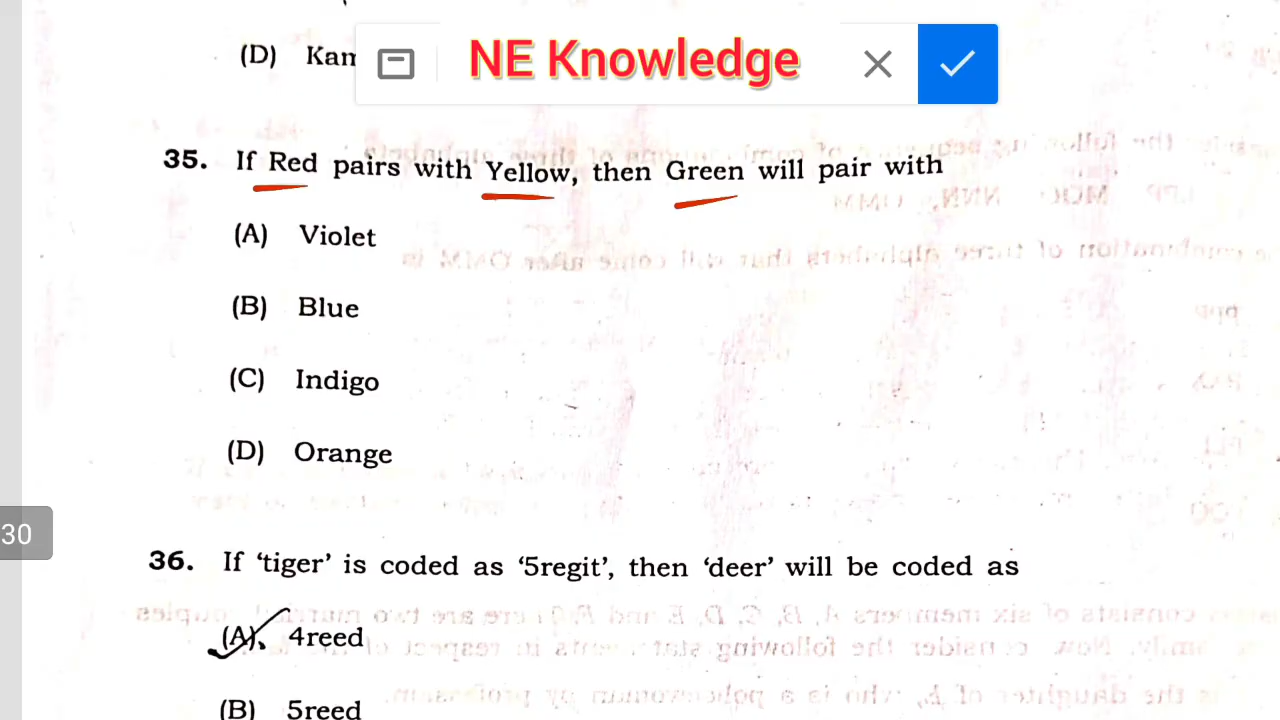 (D) Kam
NE Knowledge
35. If Red pairs with Yellow, then Green will pair with
(A) Violet
(B) Blue
(C) Indigo
(D) Orange
30
36. If ‘tiger’ is coded as ‘5regit’, then ‘deer’ will be coded as
(A) 4reed
(B) 5reed